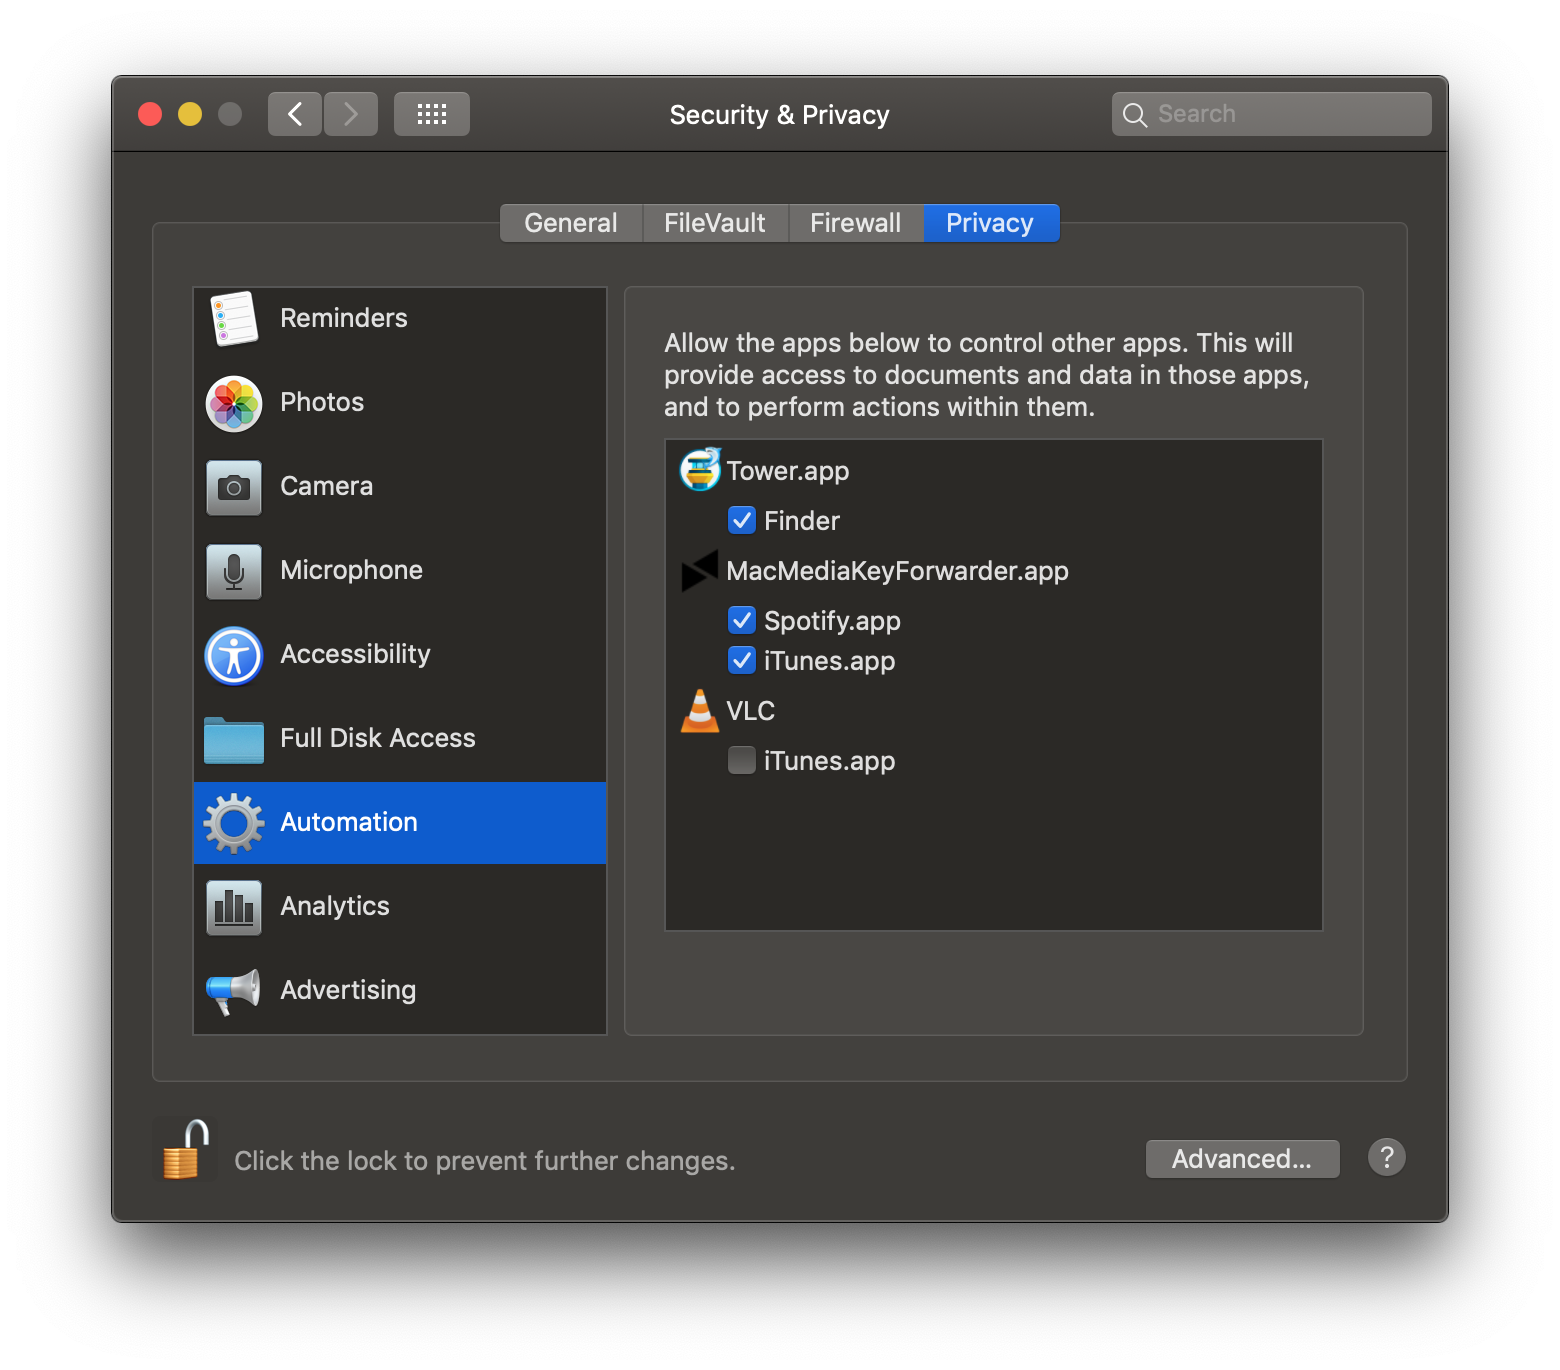 Security & Privacy
Search
General
FileVault
Firewall
Privacy
Reminders
Photos
Camera
Microphone
Accessibility
Full Disk Access
Automation
Analytics
Advertising
Allow the apps below to control other apps. This will
provide access to documents and data in those apps,
and to perform actions within them.
Tower.app
Finder
MacMediaKeyForwarder.app
Spotify.app
iTunes.app
VLC
iTunes.app
Click the lock to prevent further changes.
Advanced...
?